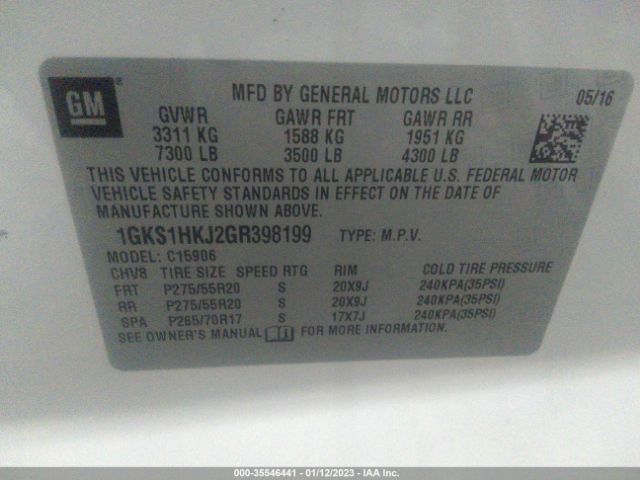 GM
MFD BY GENERAL MOTORS LLC 05/16
GVWR GAWR FRT GAWR RR
3311 KG 1588 KG 1951 KG
7300 LB 3500 LB 4300 LB
THIS VEHICLE CONFORMS TO ALL APPLICABLE U.S. FEDERAL MOTOR
VEHICLE SAFETY STANDARDS IN EFFECT ON THE DATE OF
MANUFACTURE SHOWN ABOVE.
1GKS1HKJ2GR398199 TYPE: M.P.V.
MODEL: C15906
CHV8 TIRE SIZE SPEED RTG RIM COLD TIRE PRESSURE
FRT P275/55R20 S 20X9J 240KPA(35PSI)
RR P275/55R20 S 20X9J 240KPA(35PSI)
SPA P265/70R17 S 17X7J 240KPA(35PSI)
SEE OWNER'S MANUAL FOR MORE INFORMATION.
000-35546441 - 01/12/2023 - IAA Inc.